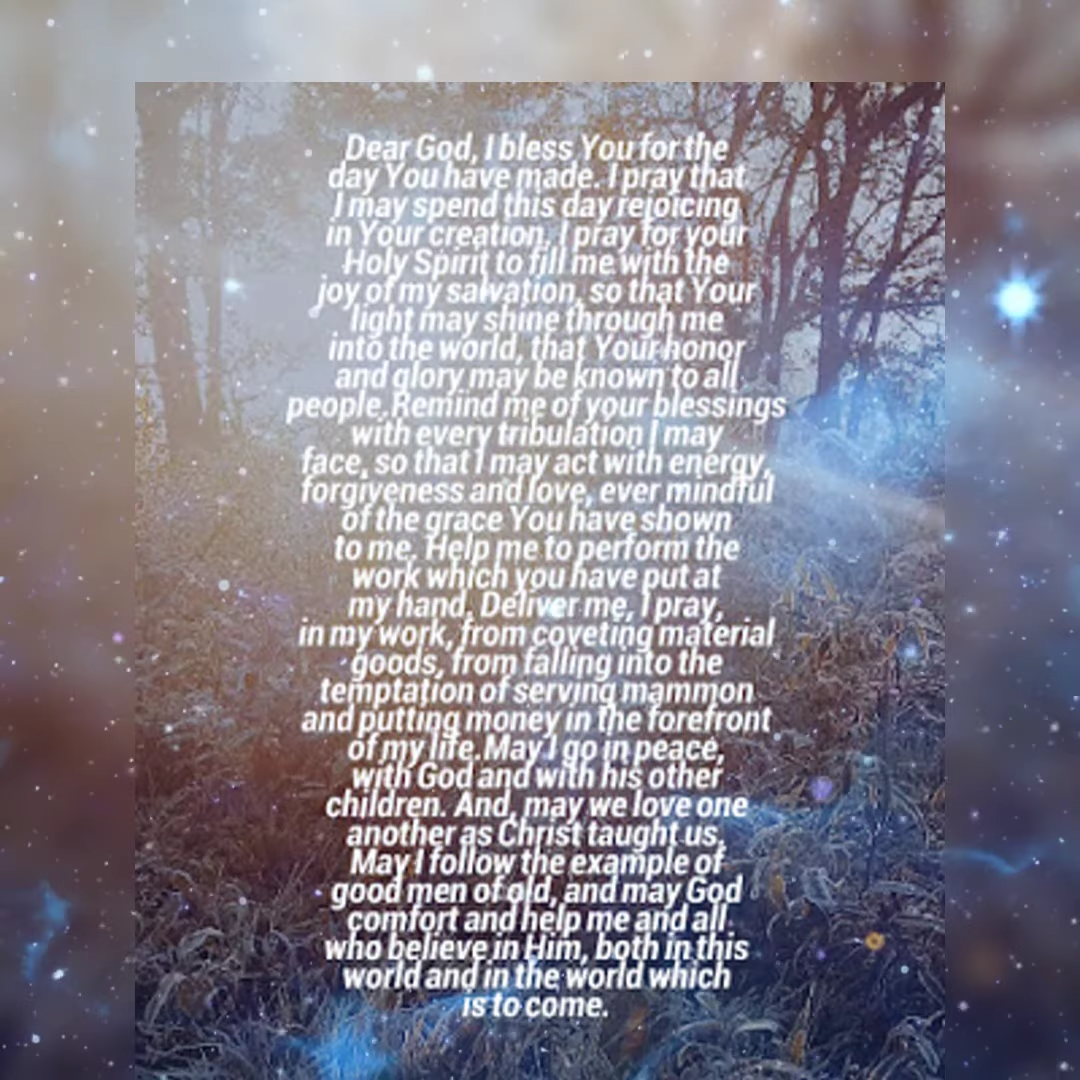 Dear God, I bless You for the
day You have made. I pray that
I may spend this day rejoicing
in Your creation. I pray for your
Holy Spirit to fill me with the
joy of my salvation, so that Your
light may shine through me
into the world, that Your honor
and glory may be known to all
people.Remind me of your blessings
with every tribulation I may
face, so that I may act with energy,
forgiveness and love, ever mindful
of the grace You have shown
to me. Help me to perform the
work which you have put at
my hand. Deliver me, I pray,
in my work, from coveting material
goods, from falling into the
temptation of serving mammon
and putting money in the forefront
of my life.May I go in peace,
with God and with his other
children. And, may we love one
another as Christ taught us.
May I follow the example of
good men of old, and may God
comfort and help me and all
who believe in Him, both in this
world and in the world which
is to come.